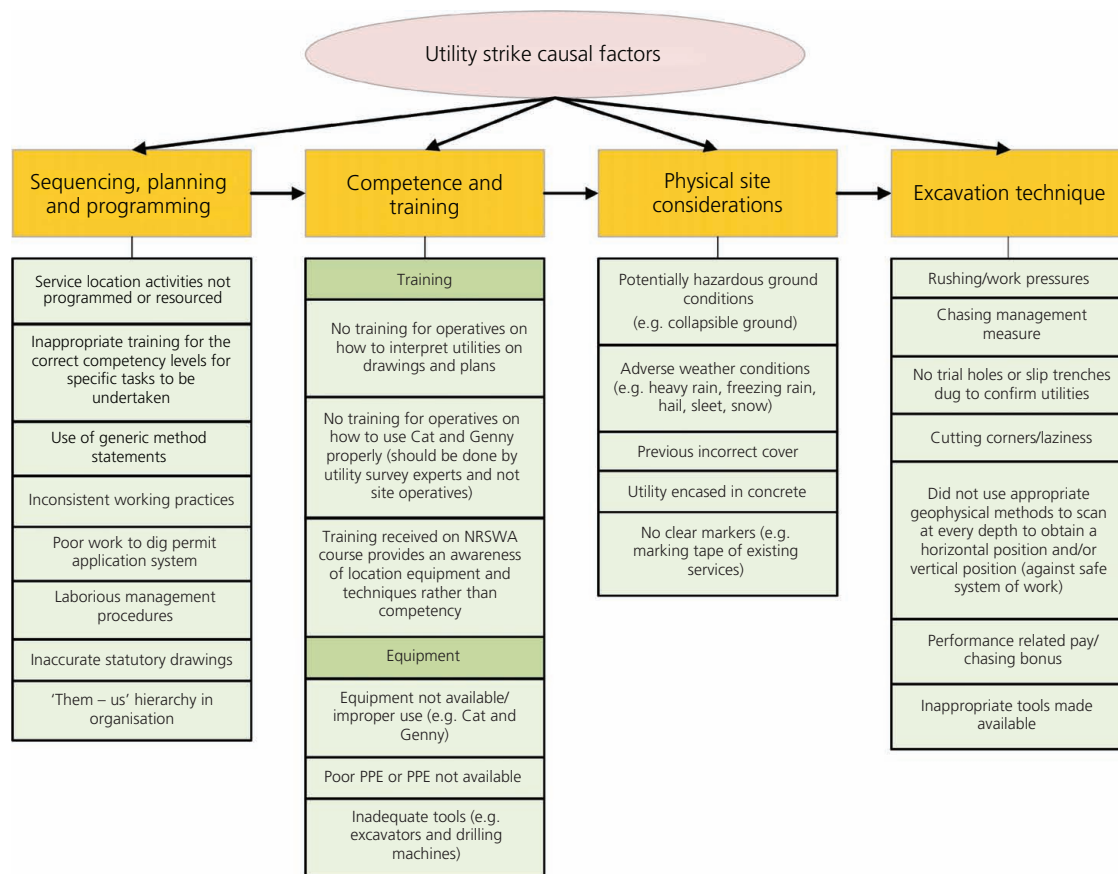 Utility strike causal factors
Sequencing, planning
and programming
Service location activities not
programmed or resourced
Inappropriate training for the
correct competency levels for
specific tasks to be
undertaken
Use of generic method
statements
Inconsistent working practices
Poor work to dig permit
application system
Laborious management
procedures
Inaccurate statutory drawings
‘Them – us’ hierarchy in
organisation
Competence and
training
Training
No training for operatives on
how to interpret utilities on
drawings and plans
No training for operatives on
how to use Cat and Genny
properly (should be done by
utility survey experts and not
site operatives)
Training received on NRSWA
course provides an awareness
of location equipment and
techniques rather than
competency
Equipment
Equipment not available/
improper use (e.g. Cat and
Genny)
Poor PPE or PPE not available
Inadequate tools (e.g.
excavators and drilling
machines)
Physical site
considerations
Potentially hazardous ground
conditions
(e.g. collapsible ground)
Adverse weather conditions
(e.g. heavy rain, freezing rain,
hail, sleet, snow)
Previous incorrect cover
Utility encased in concrete
No clear markers (e.g.
marking tape of existing
services)
Excavation technique
Rushing/work pressures
Chasing management
measure
No trial holes or slip trenches
dug to confirm utilities
Cutting corners/laziness
Did not use appropriate
geophysical methods to scan
at every depth to obtain a
horizontal position and/or
vertical position (against safe
system of work)
Performance related pay/
chasing bonus
Inappropriate tools made
available